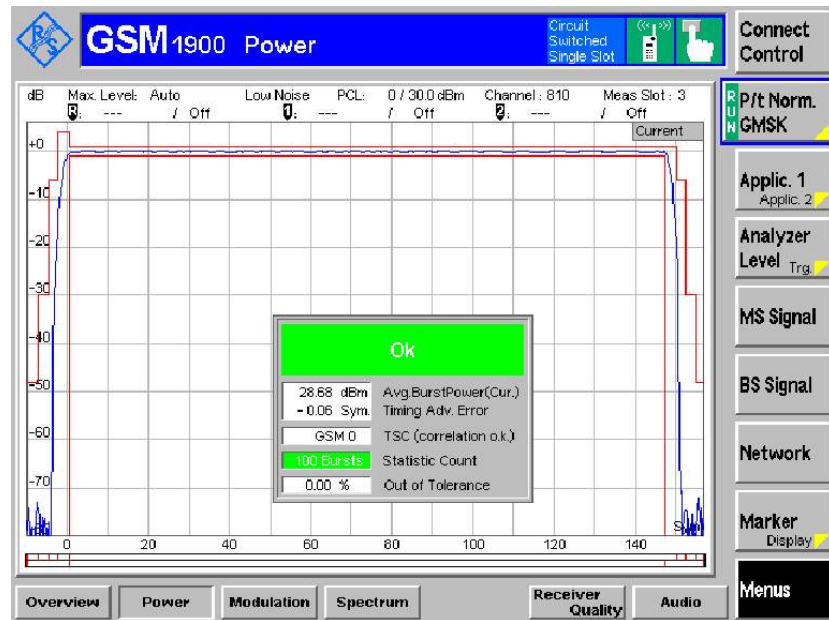 R&S
GSM 1900 Power
Circuit Switched Single Slot
Connect Control
dB Max. Level: Auto Low Noise PCL: 0 / 30.0 dBm Channel : 810 Meas Slot : 3
R: --- / Off 1: --- / Off 2: --- / Off
Current
RUN
P/t Norm. GMSK
+0
-10
-20
-30
-40
-50
-60
-70
Ok
28.68 dBm Avg.BurstPower(Cur.)
- 0.06 Sym. Timing Adv. Error
GSM 0 TSC (correlation o.k.)
100 Bursts Statistic Count
0.00 % Out of Tolerance
0 20 40 60 80 100 120 140
Applic. 1
Applic. 2
Analyzer Level Trg.
MS Signal
BS Signal
Network
Marker
Display
Menus
Overview Power Modulation Spectrum Receiver Quality Audio